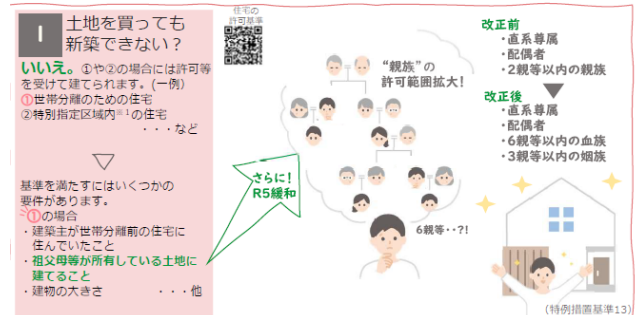 1
土地を買っても
新築できない？
いいえ。①や②の場合には許可等
を受けて建てられます。(一例)
①世帯分離のための住宅
②特別指定区域内※1の住宅
・・・など
基準を満たすにはいくつかの
要件があります。
①の場合
・建築主が世帯分離前の住宅に
住んでいたこと
・祖父母等が所有している土地に
建てること
・建物の大きさ ・・・他
住宅の
許可基準
さらに！
R5緩和
“親族”の
許可範囲拡大！
6親等・・?!
改正前
・直系尊属
・配偶者
・2親等以内の親族
改正後
・直系尊属
・配偶者
・6親等以内の血族
・3親等以内の姻族
(特例措置基準13)